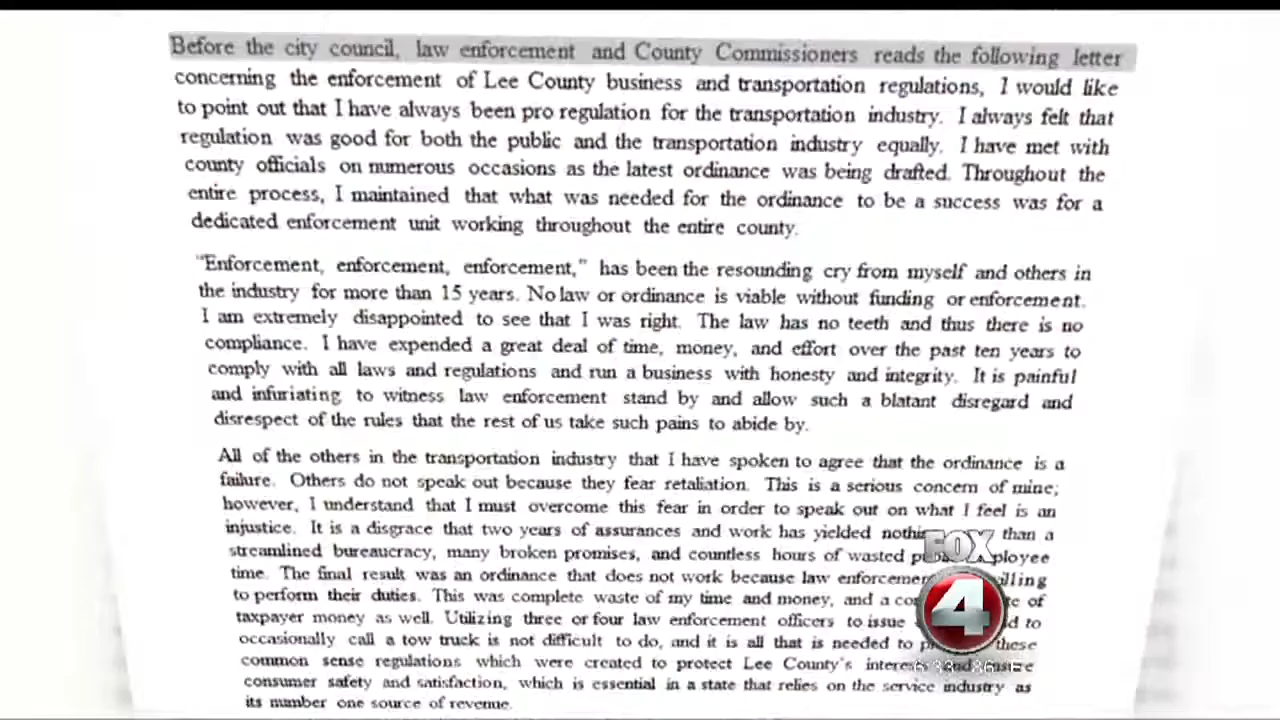 Before the city council, law enforcement and County Commissioners reads the following letter
concerning the enforcement of Lee County business and transportation regulations, I would like
to point out that I have always been pro regulation for the transportation industry. I always felt that
regulation was good for both the public and the transportation industry equally. I have met with
county officials on numerous occasions as the latest ordinance was being drafted. Throughout the
entire process, I maintained that what was needed for the ordinance to be a success was for a
dedicated enforcement unit working throughout the entire county.
"Enforcement, enforcement, enforcement," has been the resounding cry from myself and others in
the industry for more than 15 years. No law or ordinance is viable without funding or enforcement.
I am extremely disappointed to see that I was right. The law has no teeth and thus there is no
compliance. I have expended a great deal of time, money, and effort over the past ten years to
comply with all laws and regulations and run a business with honesty and integrity. It is painful
and infuriating to witness law enforcement stand by and allow such a blatant disregard and
disrespect of the rules that the rest of us take such pains to abide by.
All of the others in the transportation industry that I have spoken to agree that the ordinance is a
failure. Others do not speak out because they fear retaliation. This is a serious concern of mine;
however, I understand that I must overcome this fear in order to speak out on what I feel is an
injustice. It is a disgrace that two years of assurances and work has yielded than a
streamlined bureaucracy, many broken promises, and countless hours of wasted
time. The final result was an ordinance that does not work because law
to perform their duties. This was complete waste of my time and money, and a of
taxpayer money as well. Utilizing three or four law enforcement officers to issue to
occasionally call a tow truck is not difficult to do, and it is all that is needed to these
common sense regulations which were created to protect Lee County's
consumer safety and satisfaction, which is essential in a state that relies on the service industry as
its number one source of revenue.
FOX
4